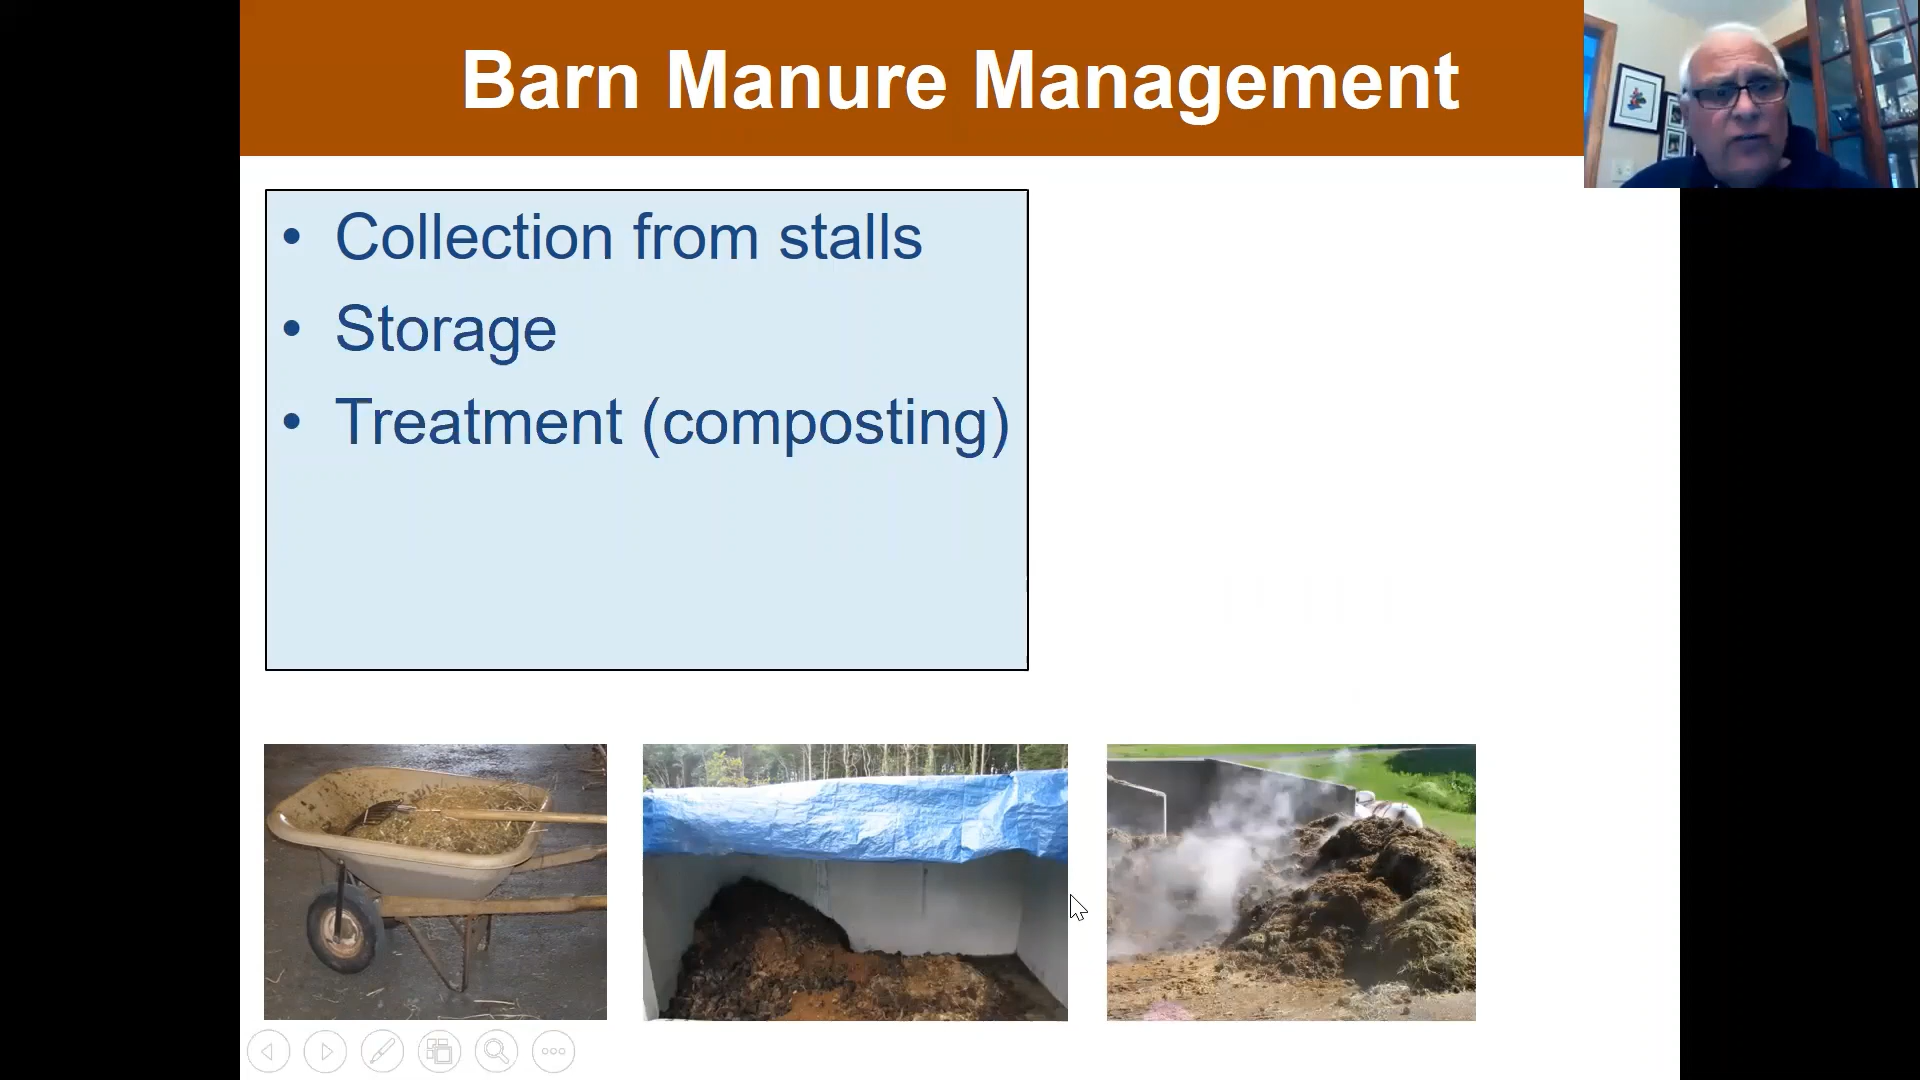 Barn Manure Management
• Collection from stalls
• Storage
• Treatment (composting)